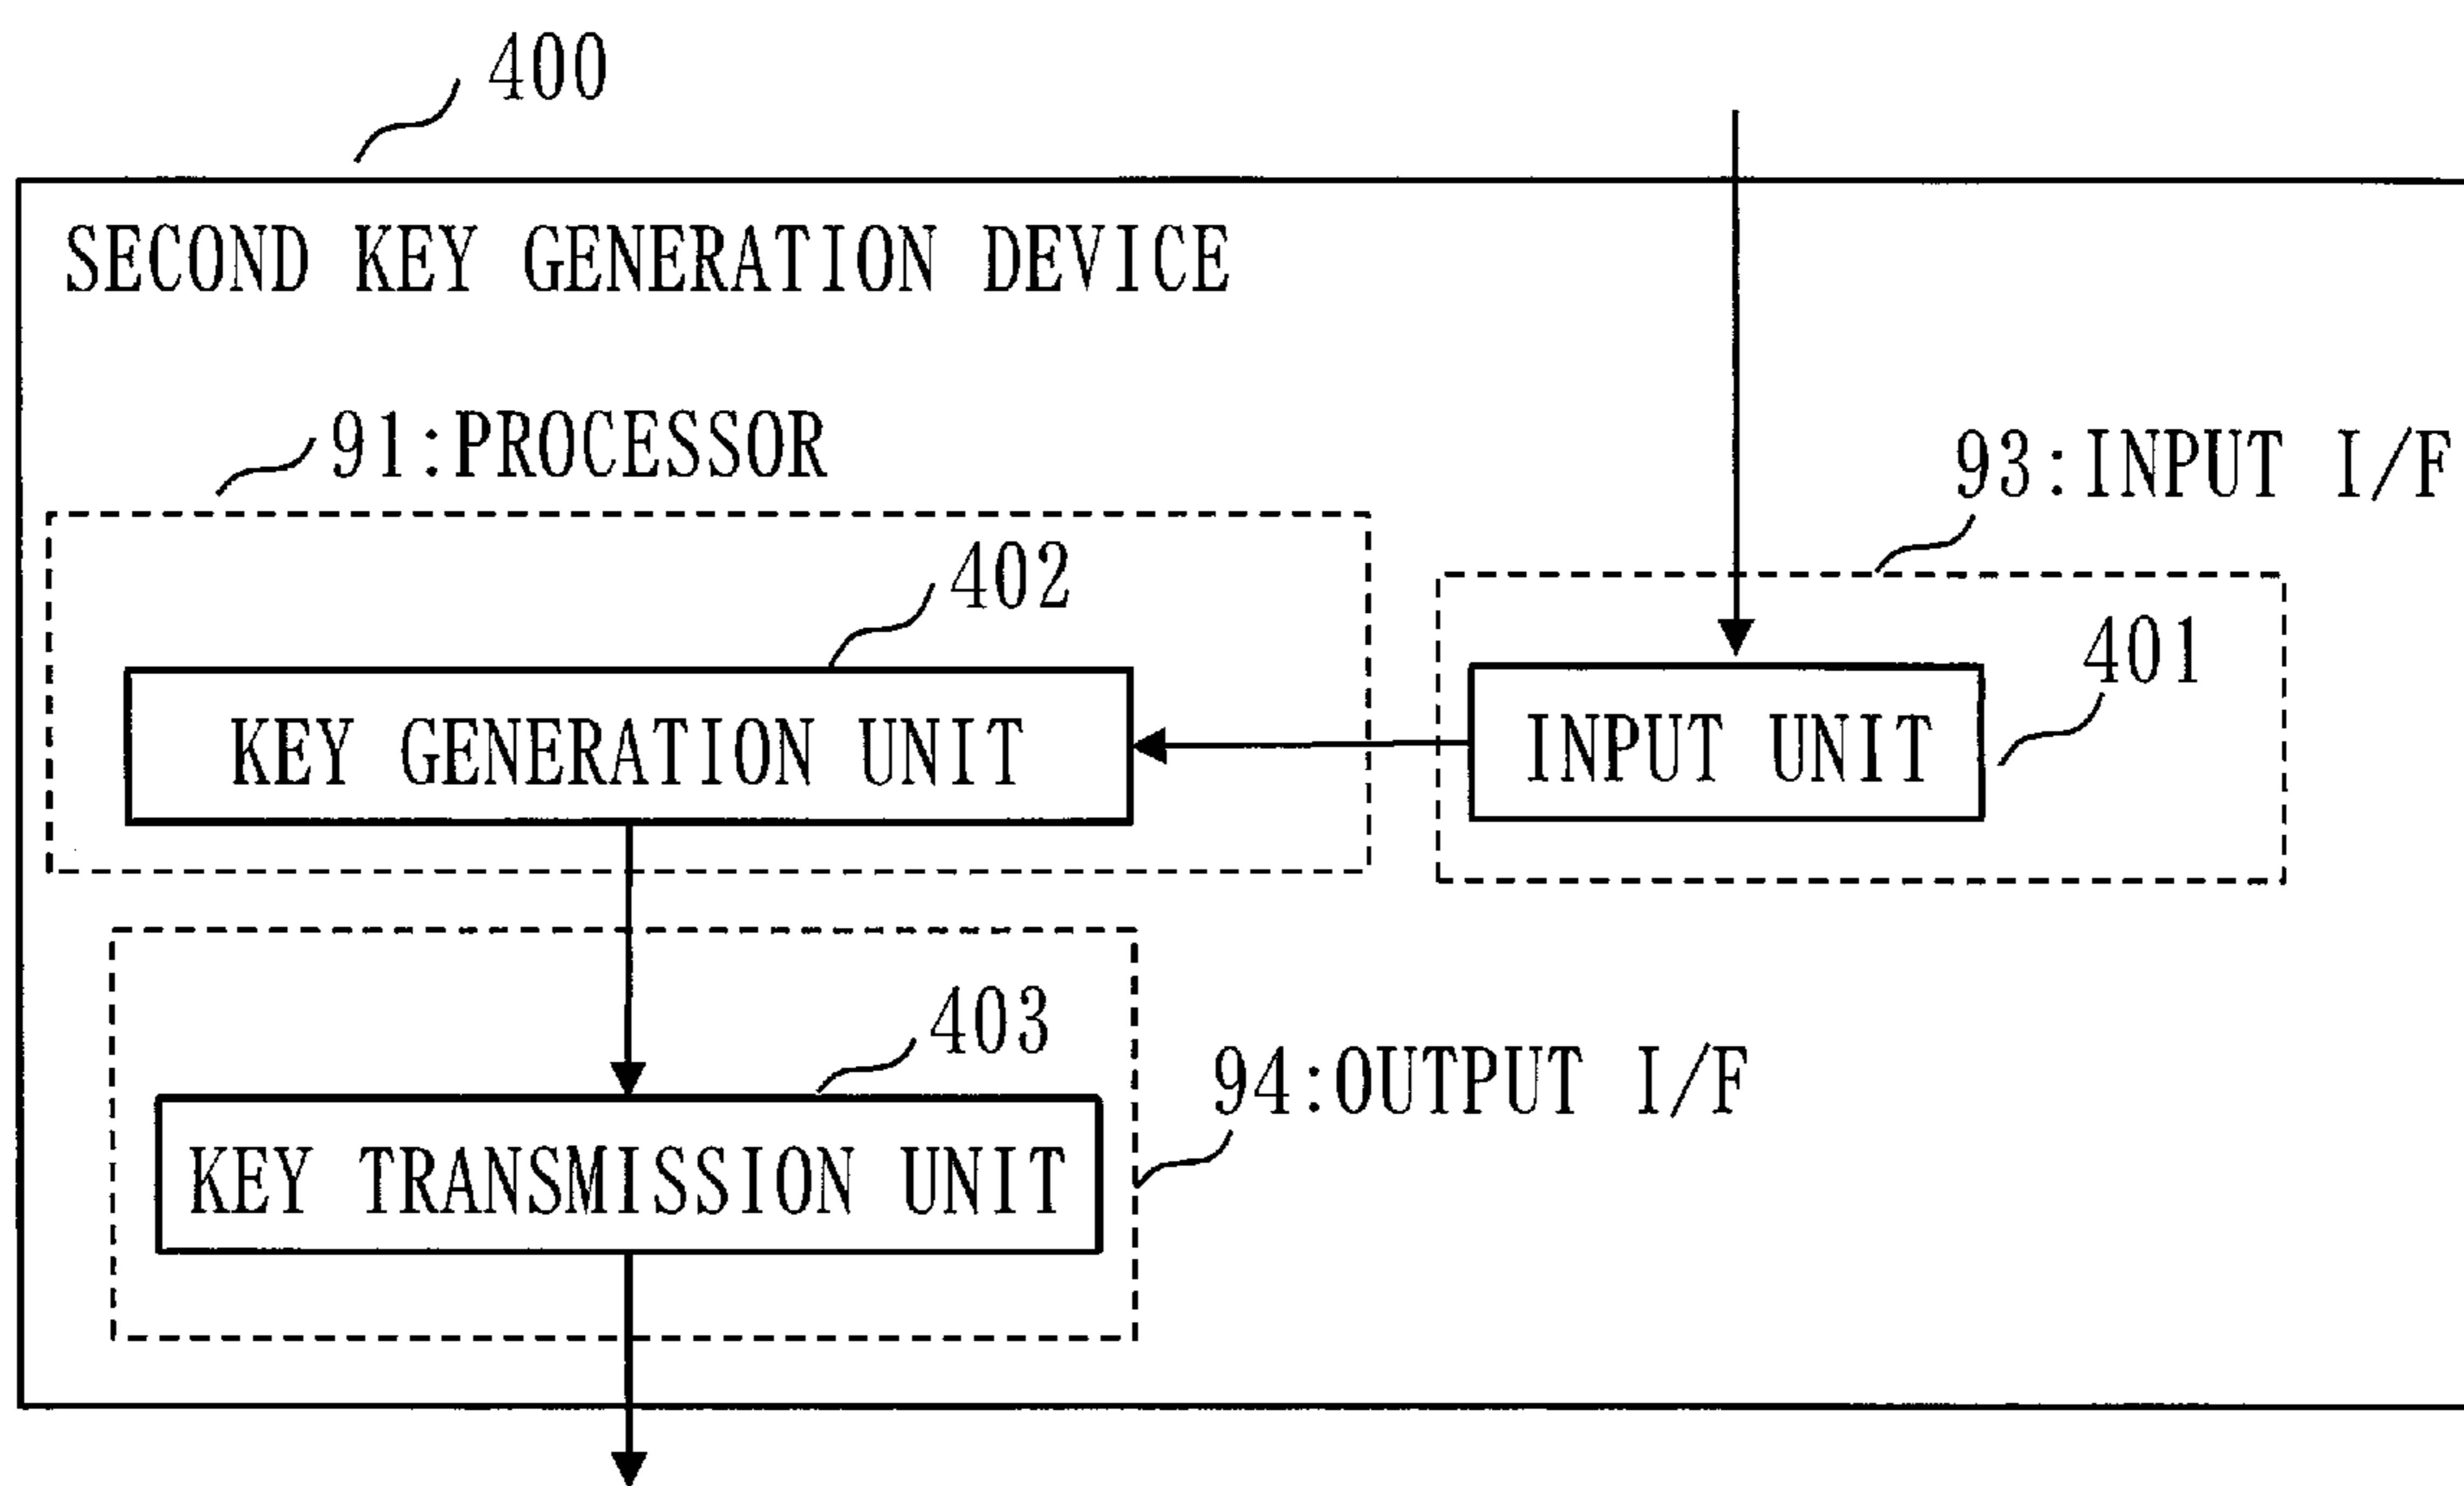 400
SECOND KEY GENERATION DEVICE
91:PROCESSOR
93:INPUT I/F
402
401
KEY GENERATION UNIT
INPUT UNIT
403
94:OUTPUT I/F
KEY TRANSMISSION UNIT